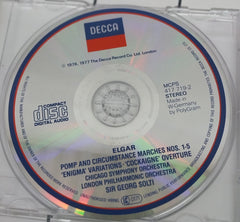 DECCA
℗ 1976, 1977 The Decca Record Co. Ltd. London
MCPS
417 719-2
STEREO
Made in
W-Germany
by PolyGram
COMPACT
disc
DIGITAL AUDIO
ELGAR
POMP AND CIRCUMSTANCE MARCHES NOS. 1-5
'ENIGMA' VARIATIONS · 'COCKAIGNE' OVERTURE
CHICAGO SYMPHONY ORCHESTRA
LONDON PHILHARMONIC ORCHESTRA
SIR GEORG SOLTI